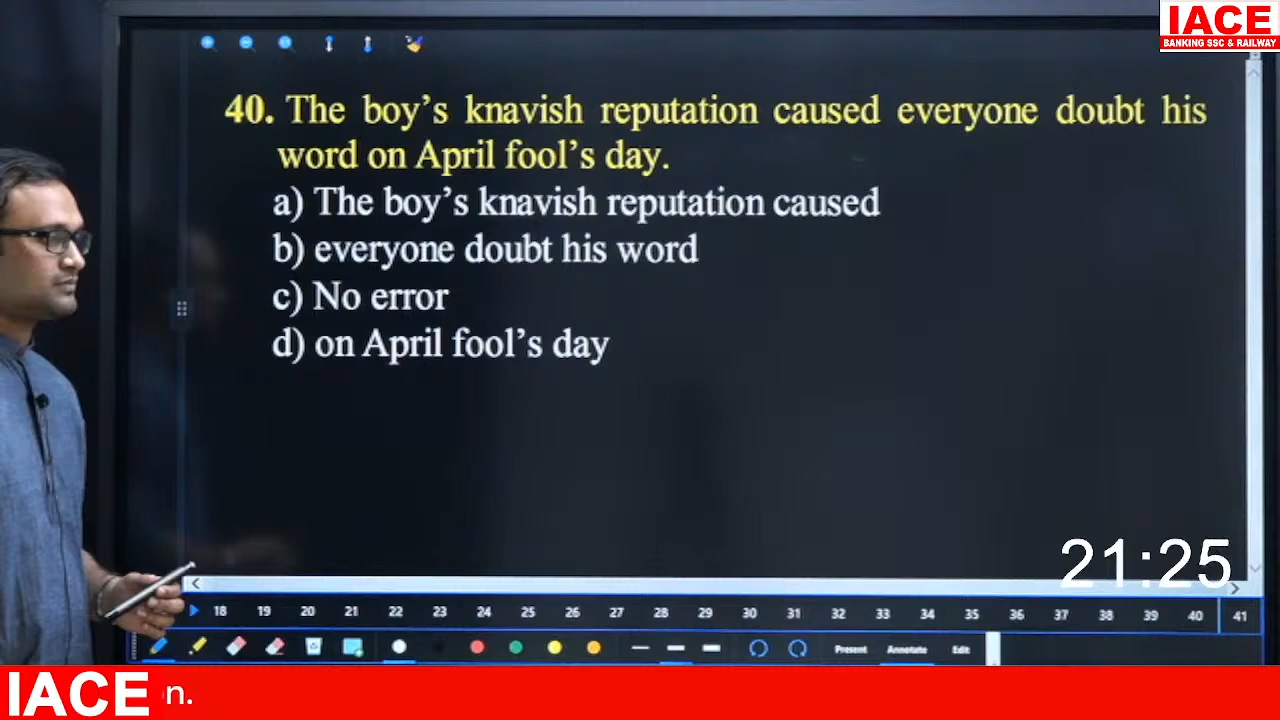 IACE
BANKING SSC & RAILWAY
40. The boy's knavish reputation caused everyone doubt his
word on April fool's day.
a) The boy's knavish reputation caused
b) everyone doubt his word
c) No error
d) on April fool's day
21:25
18 19 20 21 22 23 24 25 26 27 28 29 30 31 32 33 34 35 36 37 38 39 40 41
Present Annotate Edit
IACE n.